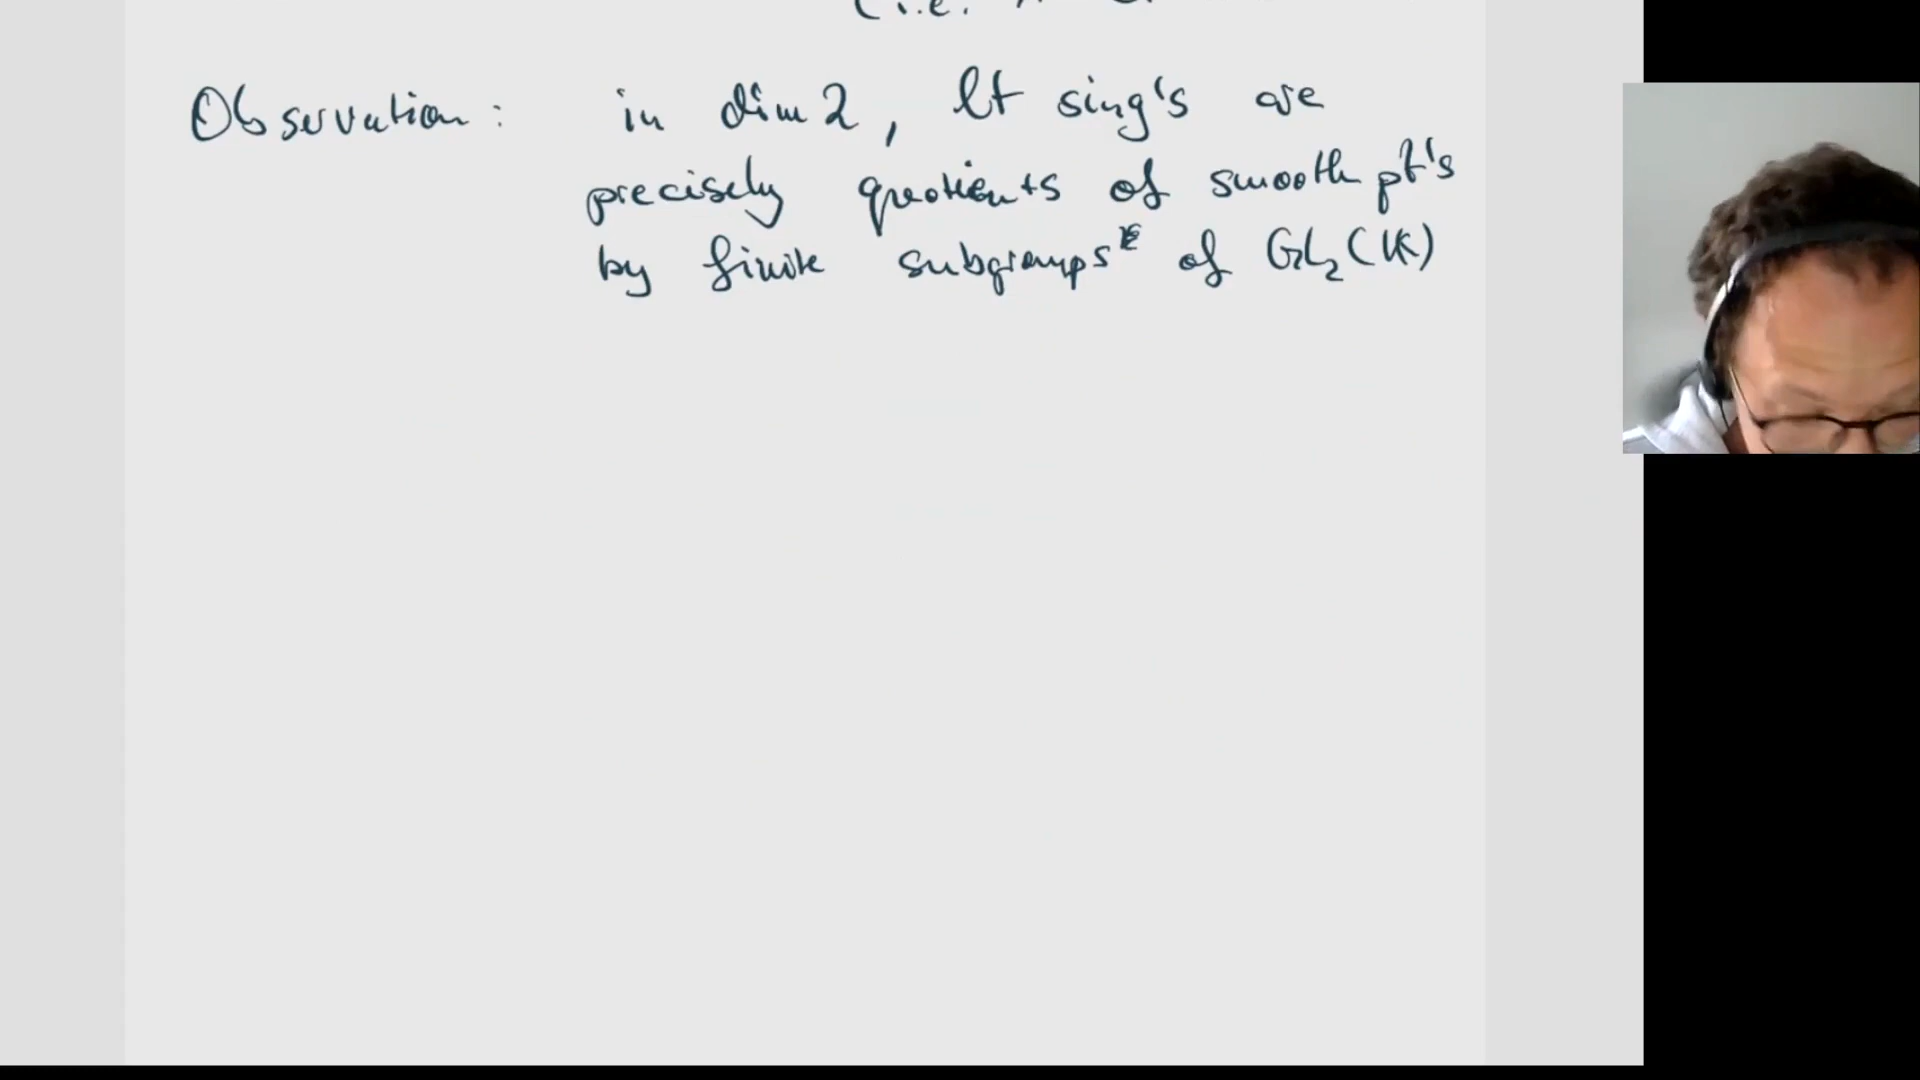 (i.e.
Observation : in dim 2, lt sing's are
precisely quotients of smooth pt's
by finite subgroups of GL₂(K)